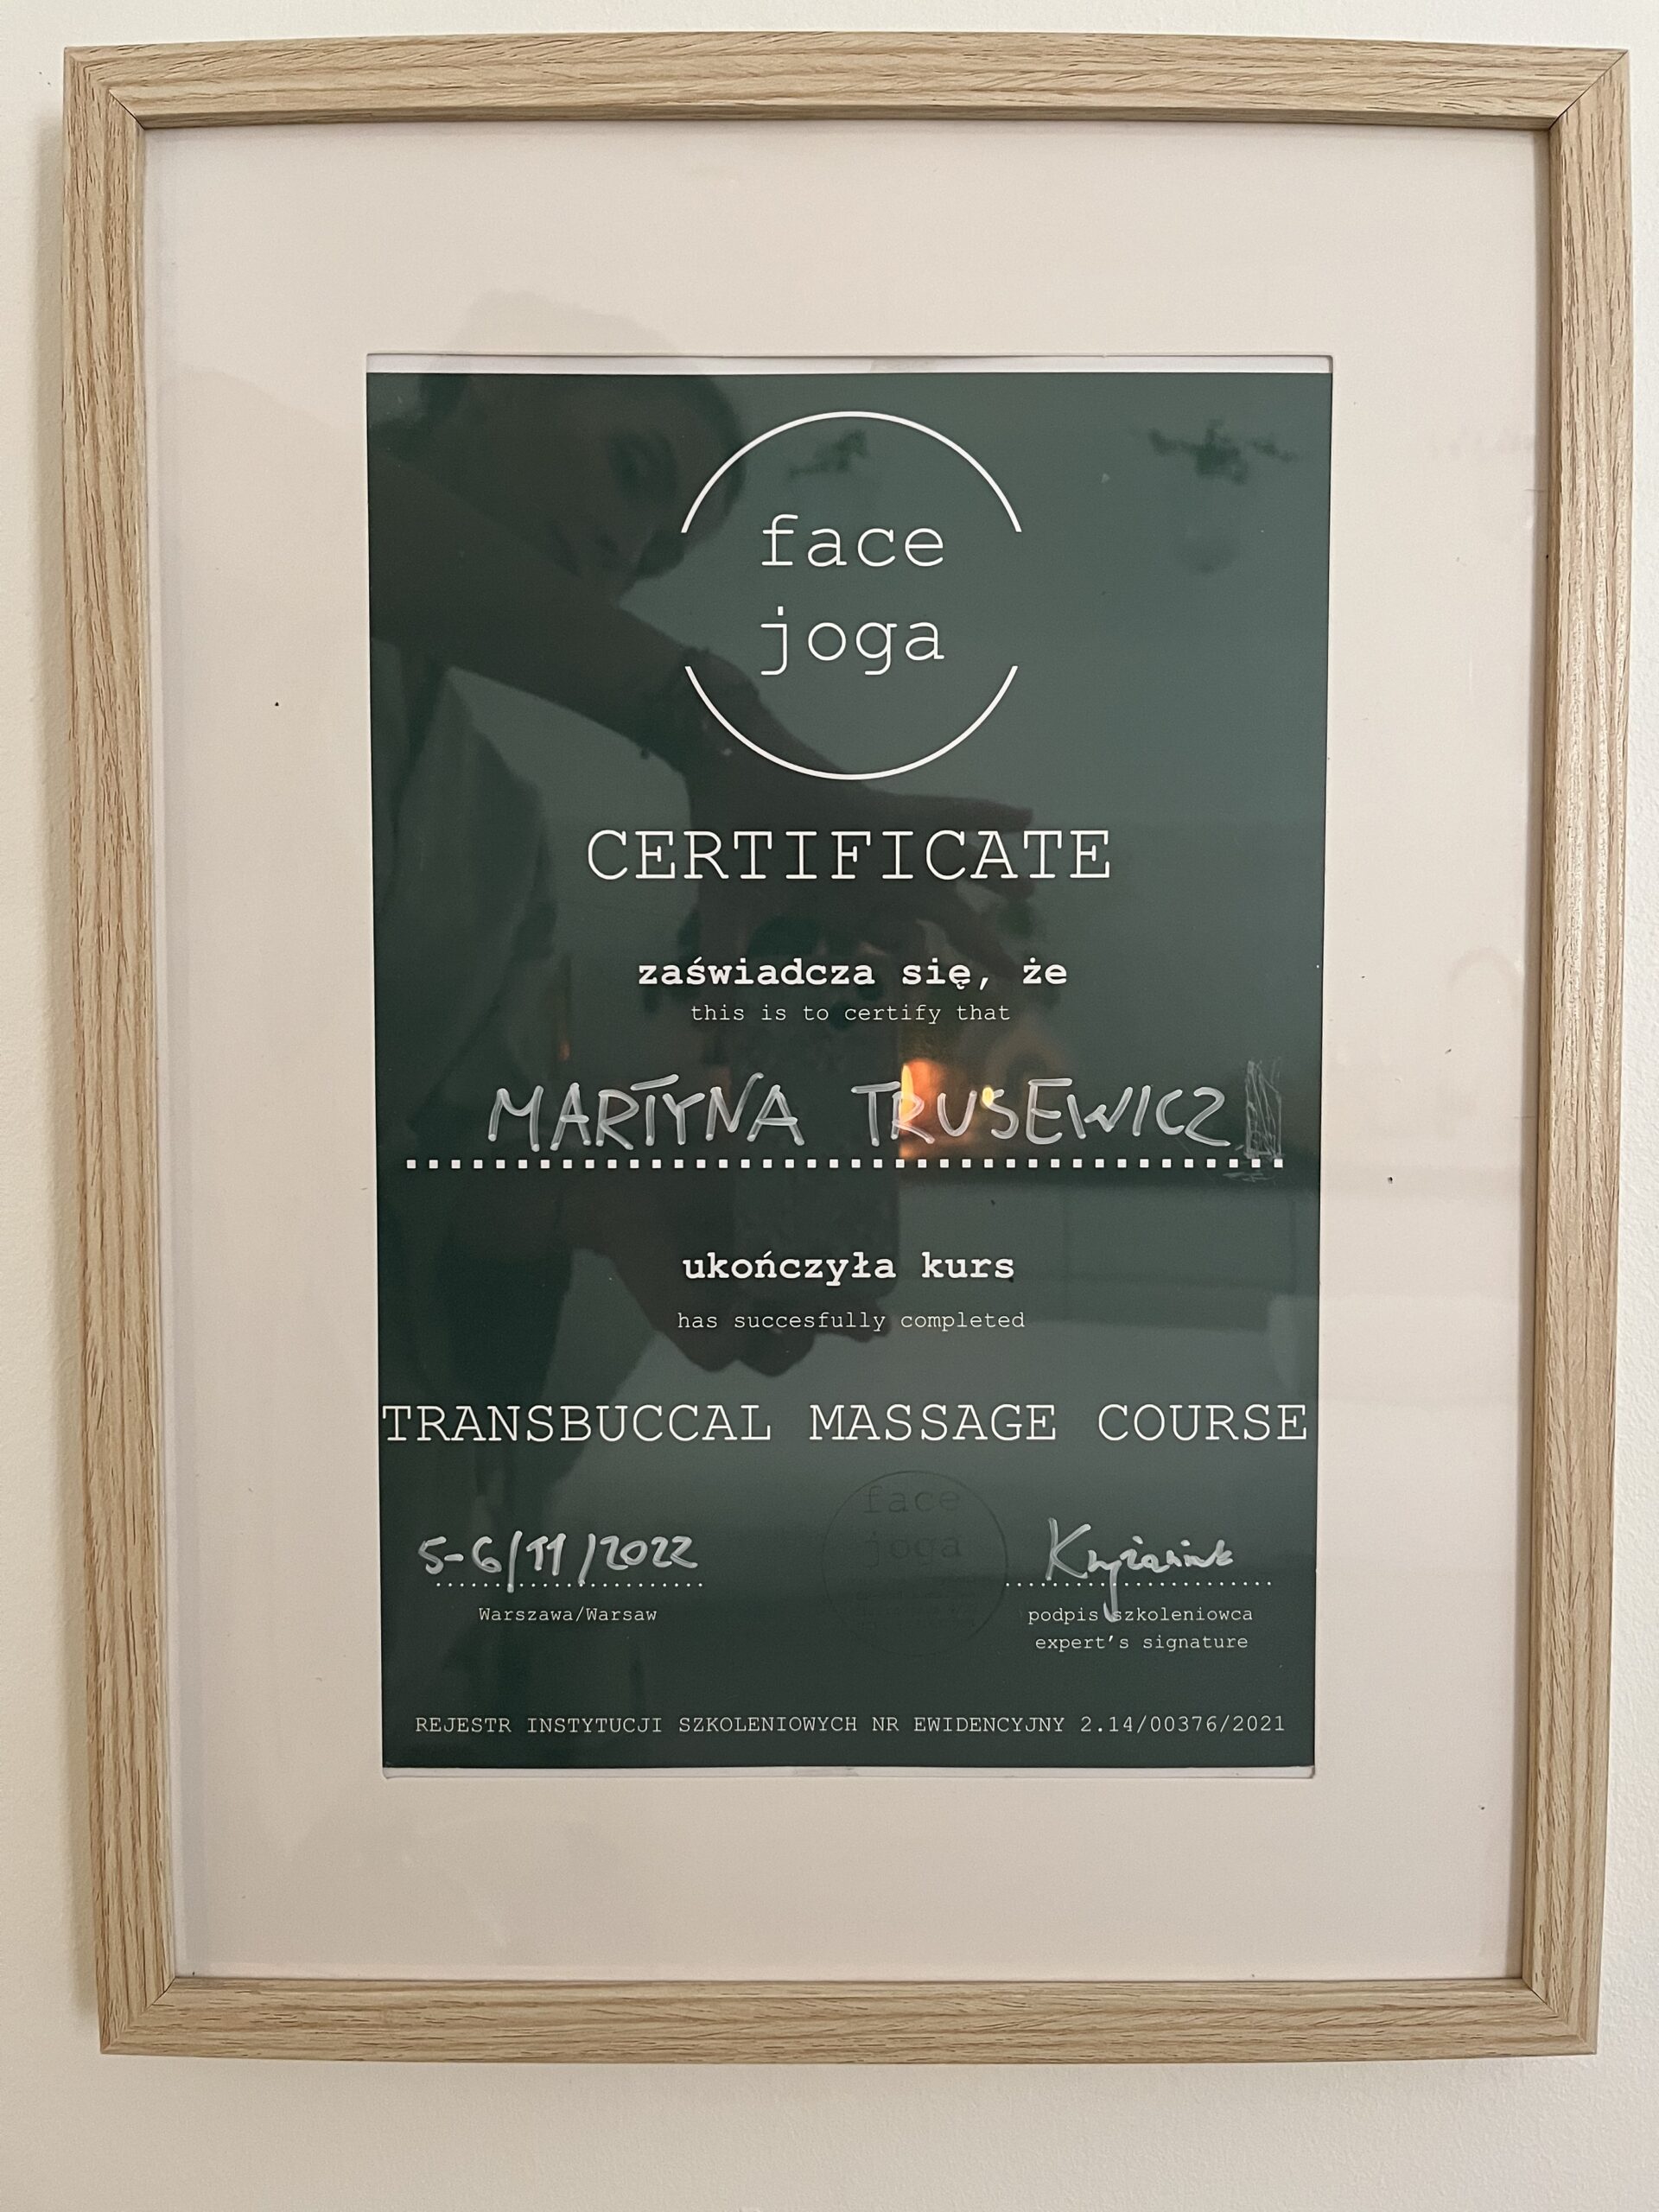 face
joga
CERTIFICATE
zaświadcza się, że
this is to certify that
MARTYNA TRUSEWICZ
ukończyła kurs
has succesfully completed
TRANSBUCCAL MASSAGE COURSE
face
joga
5-6/11/2022
Warszawa/Warsaw
podpis szkoleniowca
expert's signature
REJESTR INSTYTUCJI SZKOLENIOWYCH NR EWIDENCYJNY 2.14/00376/2021